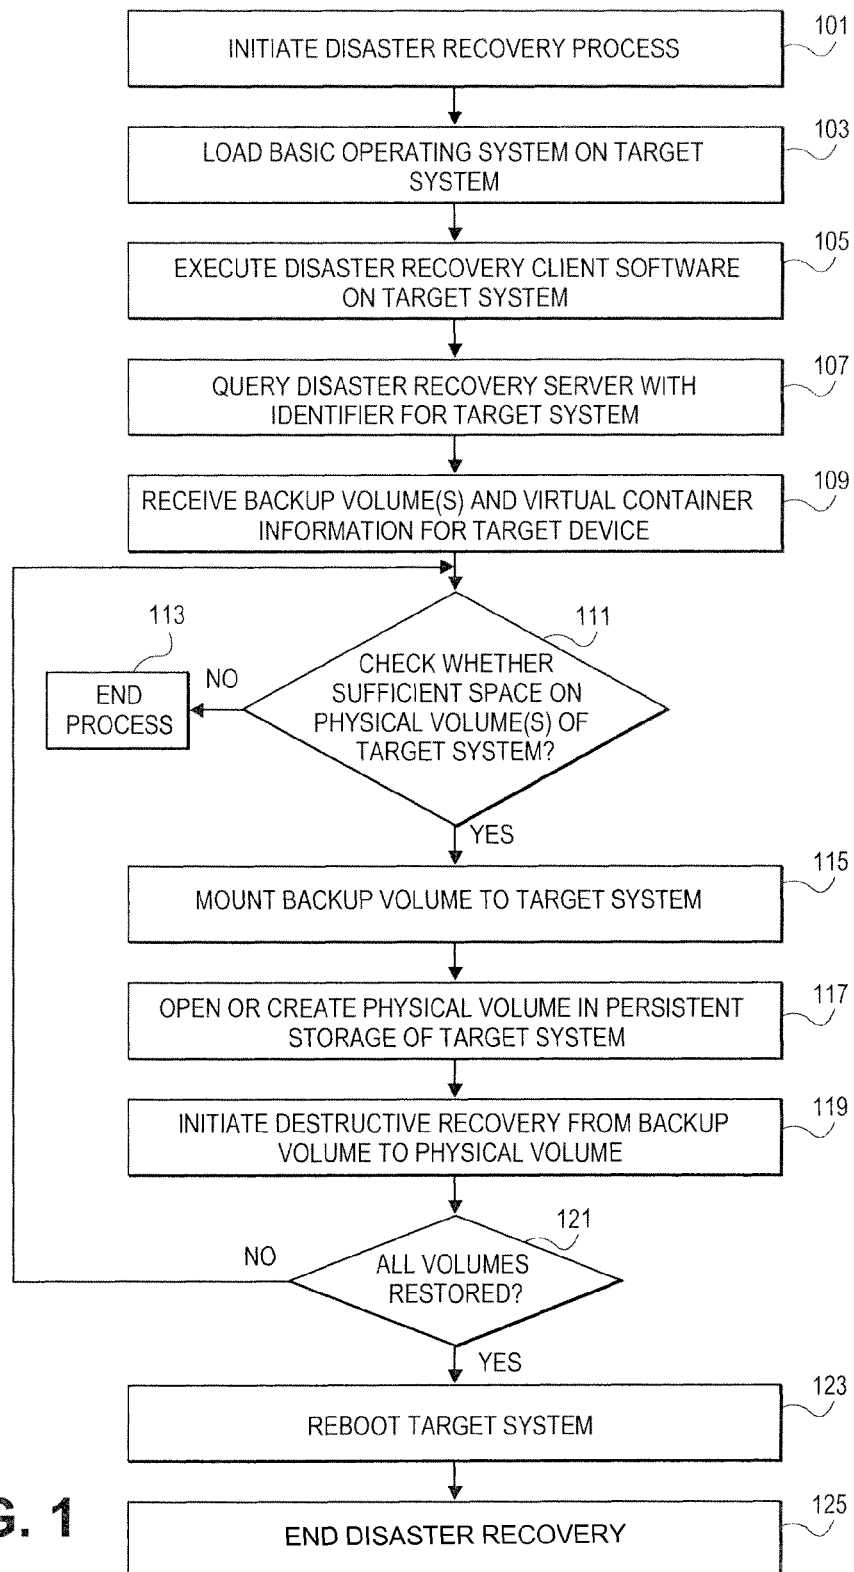 INITIATE DISASTER RECOVERY PROCESS
101
LOAD BASIC OPERATING SYSTEM ON TARGET
SYSTEM
103
EXECUTE DISASTER RECOVERY CLIENT SOFTWARE
ON TARGET SYSTEM
105
QUERY DISASTER RECOVERY SERVER WITH
IDENTIFIER FOR TARGET SYSTEM
107
RECEIVE BACKUP VOLUME(S) AND VIRTUAL CONTAINER
INFORMATION FOR TARGET DEVICE
109
CHECK WHETHER
SUFFICIENT SPACE ON
PHYSICAL VOLUME(S) OF
TARGET SYSTEM?
111
NO
END
PROCESS
113
YES
MOUNT BACKUP VOLUME TO TARGET SYSTEM
115
OPEN OR CREATE PHYSICAL VOLUME IN PERSISTENT
STORAGE OF TARGET SYSTEM
117
INITIATE DESTRUCTIVE RECOVERY FROM BACKUP
VOLUME TO PHYSICAL VOLUME
119
ALL VOLUMES
RESTORED?
121
NO
YES
REBOOT TARGET SYSTEM
123
END DISASTER RECOVERY
125
G. 1